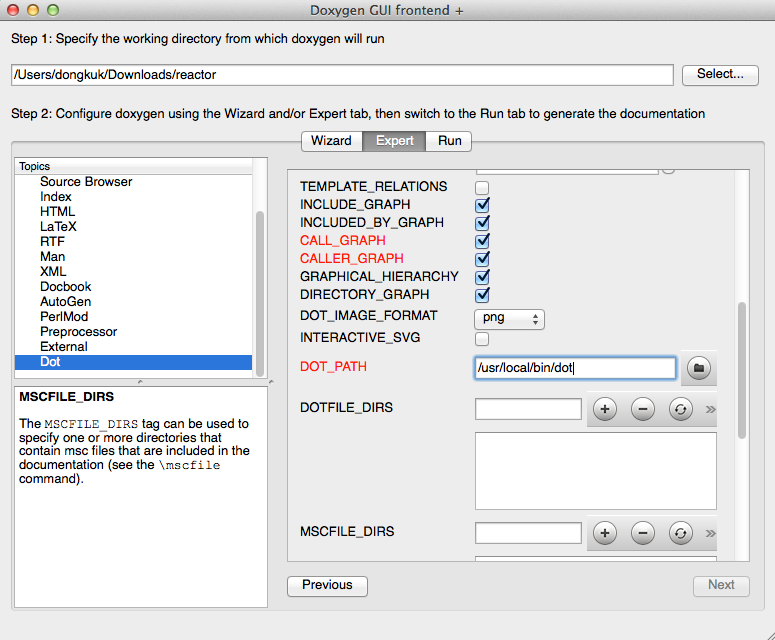 Doxygen GUI frontend +
Step 1: Specify the working directory from which doxygen will run
/Users/dongkuk/Downloads/reactor
Select...
Step 2: Configure doxygen using the Wizard and/or Expert tab, then switch to the Run tab to generate the documentation
Wizard Expert Run
Topics
Source Browser
Index
HTML
LaTeX
RTF
Man
XML
Docbook
AutoGen
PerlMod
Preprocessor
External
Dot
MSCFILE_DIRS
The MSCFILE_DIRS tag can be used to
specify one or more directories that
contain msc files that are included in the
documentation (see the \mscfile
command).
TEMPLATE_RELATIONS
INCLUDE_GRAPH
INCLUDED_BY_GRAPH
CALL_GRAPH
CALLER_GRAPH
GRAPHICAL_HIERARCHY
DIRECTORY_GRAPH
DOT_IMAGE_FORMAT png
INTERACTIVE_SVG
DOT_PATH /usr/local/bin/dot
DOTFILE_DIRS
MSCFILE_DIRS
Previous
Next